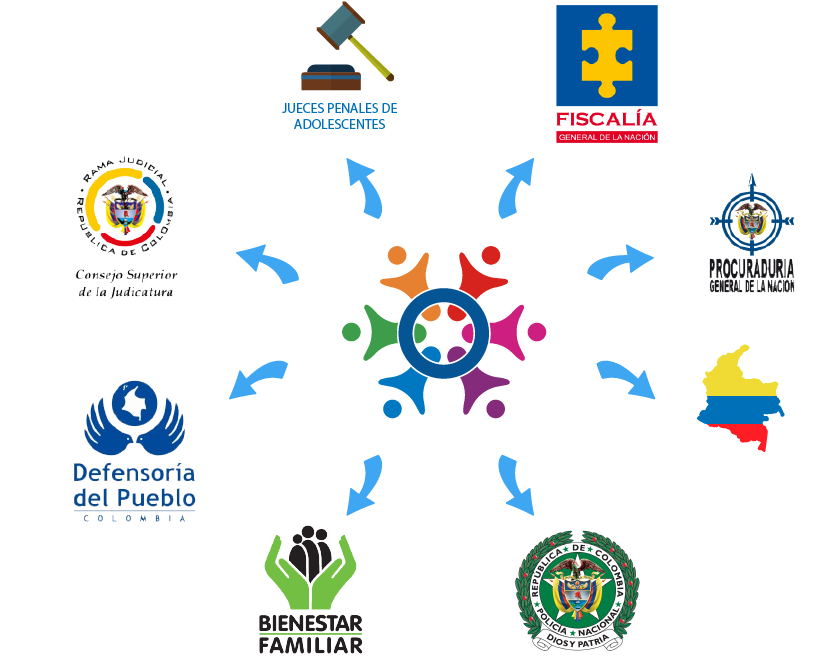 JUECES PENALES DE
ADOLESCENTES
FISCALÍA
GENERAL DE LA NACIÓN
RAMA JUDICIAL
REPÚBLICA DE COLOMBIA
Consejo Superior
de la Judicatura
PROCURADURIA
GENERAL DE LA NACIÓN
Defensoría
del Pueblo
COLOMBIA
BIENESTAR
FAMILIAR
REPÚBLICA DE COLOMBIA
POLICÍA NACIONAL
DIOS Y PATRIA